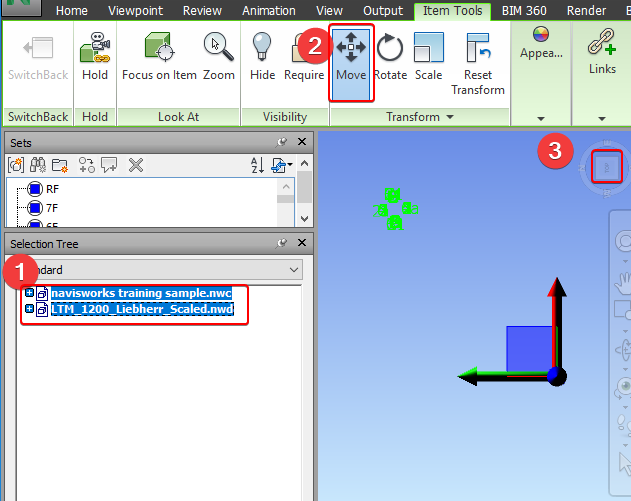 Home Viewpoint Review Animation View Output Item Tools BIM 360 Render
2
3
SwitchBack Hold Focus on Item Zoom Hide Require Move Rotate Scale Reset Transform Appea... Links
SwitchBack Hold Look At Visibility Transform
Sets
RF
7F
6F
Selection Tree
1
navisworks training sample.nwc
LTM_1200_Liebherr_Scaled.nwd